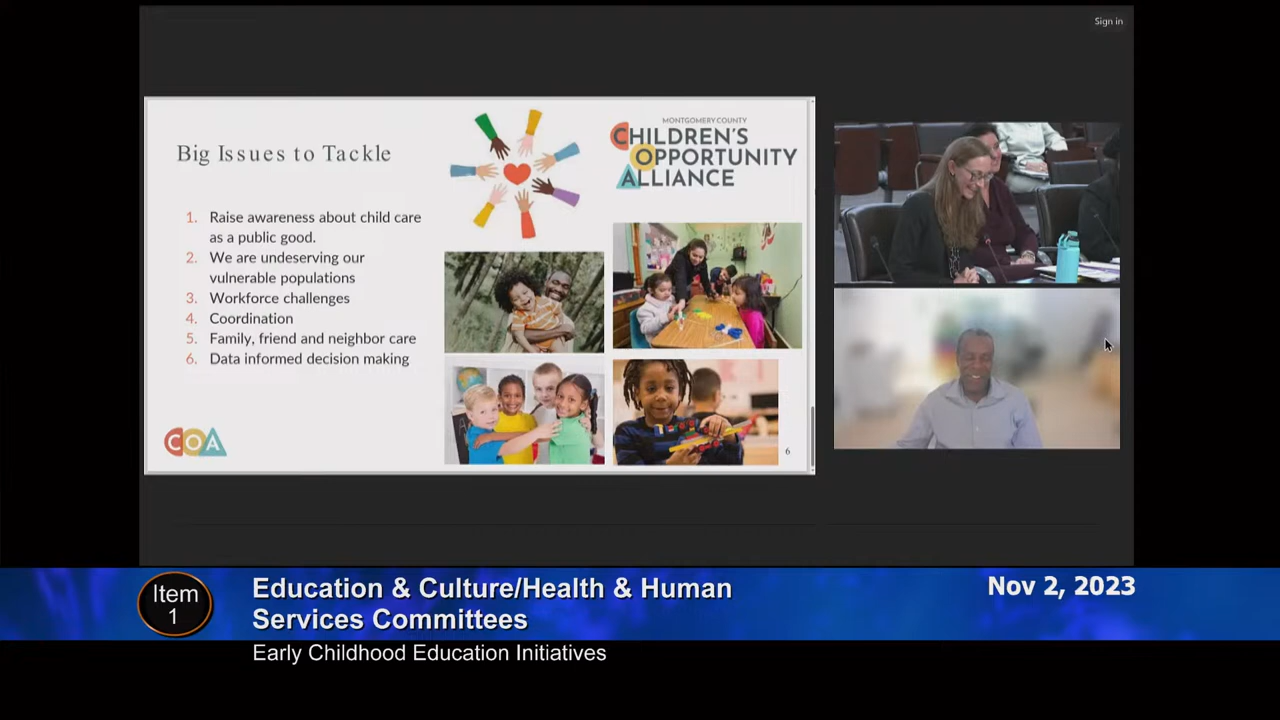 Sign in
Big Issues to Tackle
MONTGOMERY COUNTY
CHILDREN'S
OPPORTUNITY
ALLIANCE
1. Raise awareness about child care
as a public good.
2. We are undeserving our
vulnerable populations
3. Workforce challenges
4. Coordination
5. Family, friend and neighbor care
6. Data informed decision making
COA
6
Item
1
Education & Culture/Health & Human
Services Committees
Nov 2, 2023
Early Childhood Education Initiatives